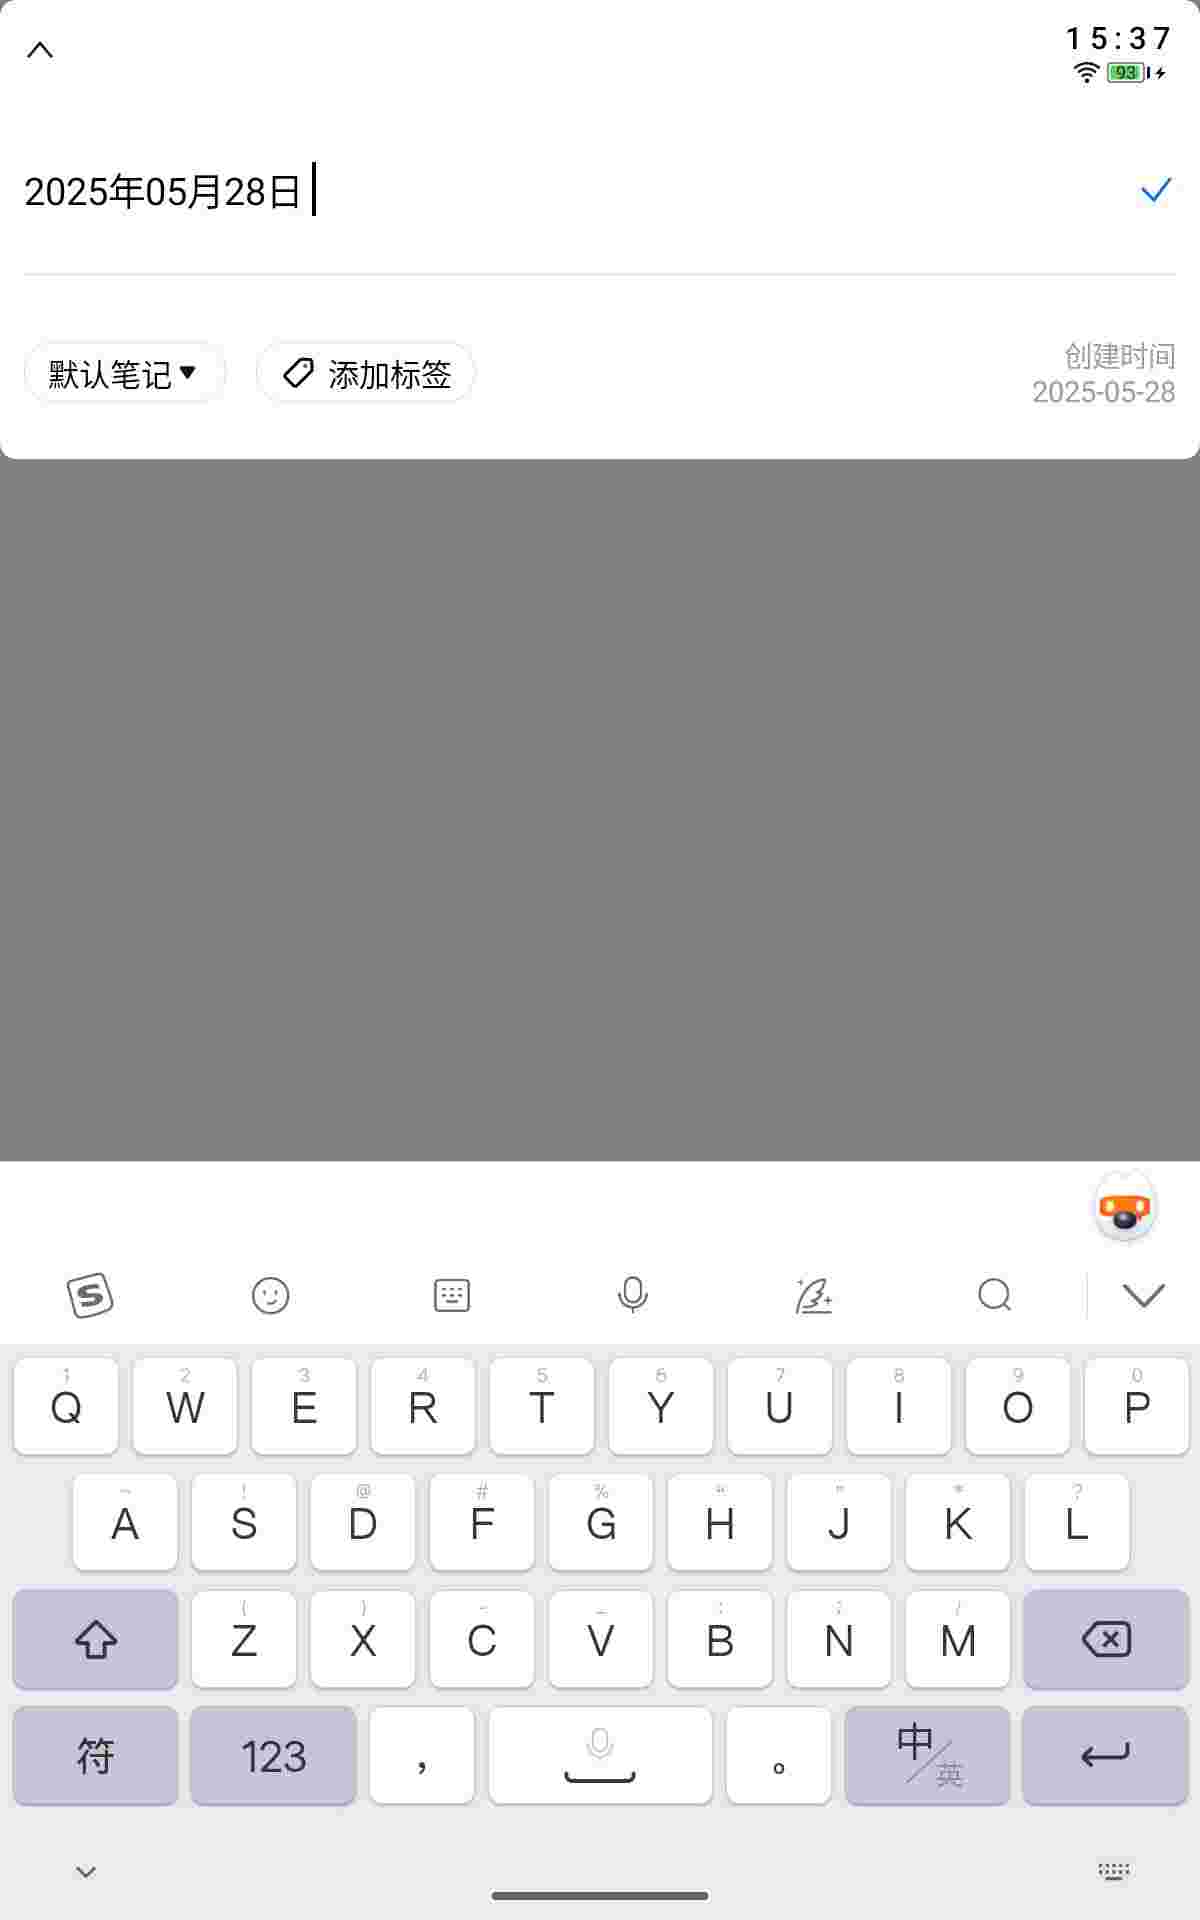 15:37
93
2025年05月28日
默认笔记
添加标签
创建时间
2025-05-28
1 2 3 4 5 6 7 8 9 0
Q W E R T Y U I O P
~ ! @ # % “ ” * ?
A S D F G H J K L
( ) - _ : ; /
Z X C V B N M
符 123 ， 。 中/英